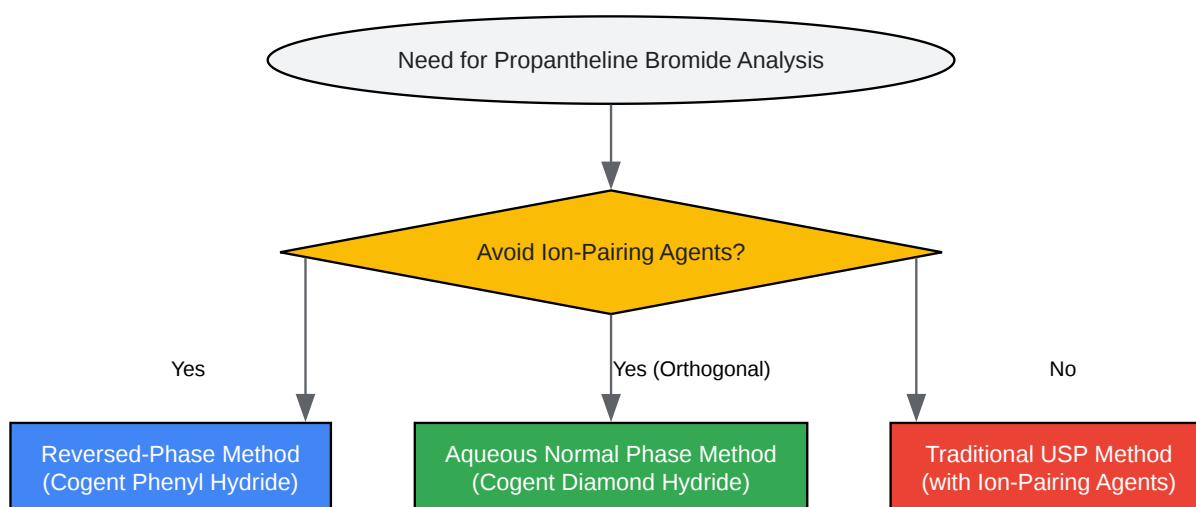 Need for Propantheline Bromide Analysis
Avoid Ion-Pairing Agents?
Yes
Yes (Orthogonal)
No
Reversed-Phase Method
(Cogent Phenyl Hydride)
Aqueous Normal Phase Method
(Cogent Diamond Hydride)
Traditional USP Method
(with Ion-Pairing Agents)